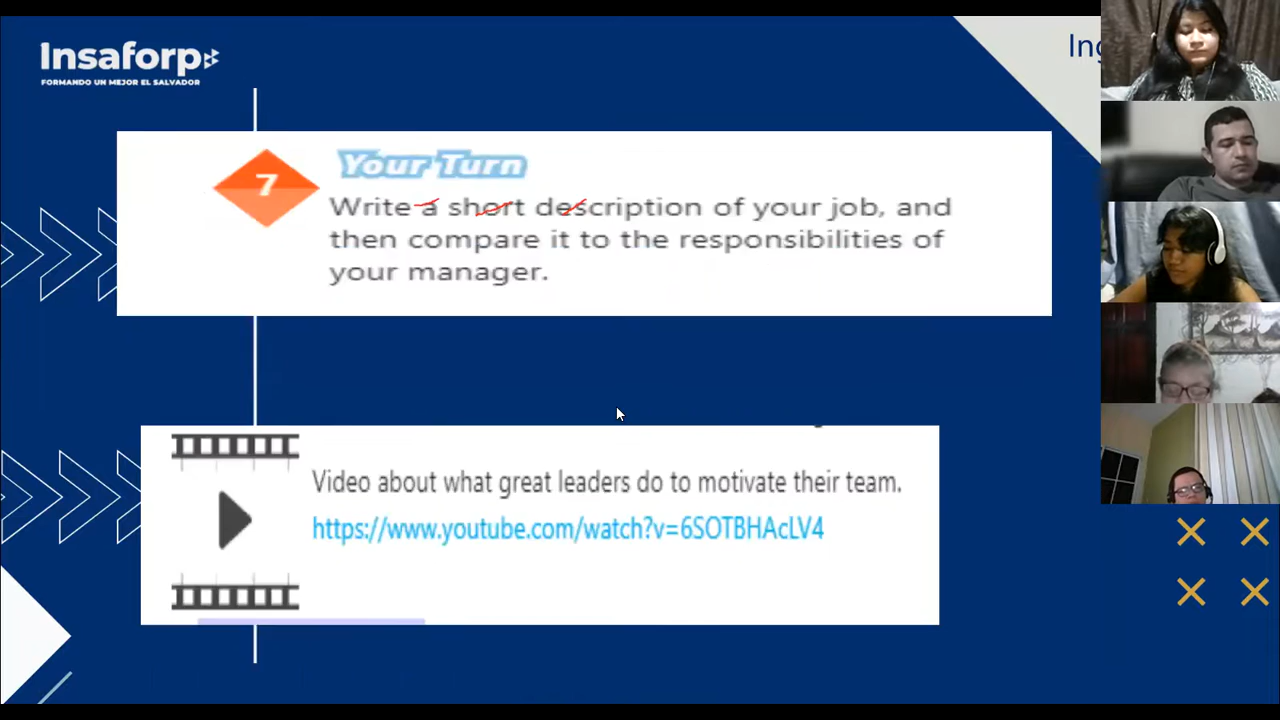 Insaforp
FORMANDO UN MEJOR EL SALVADOR
7
Your Turn
Write a short description of your job, and
then compare it to the responsibilities of
your manager.
Video about what great leaders do to motivate their team.
https://www.youtube.com/watch?v=6SOTBHAcLV4